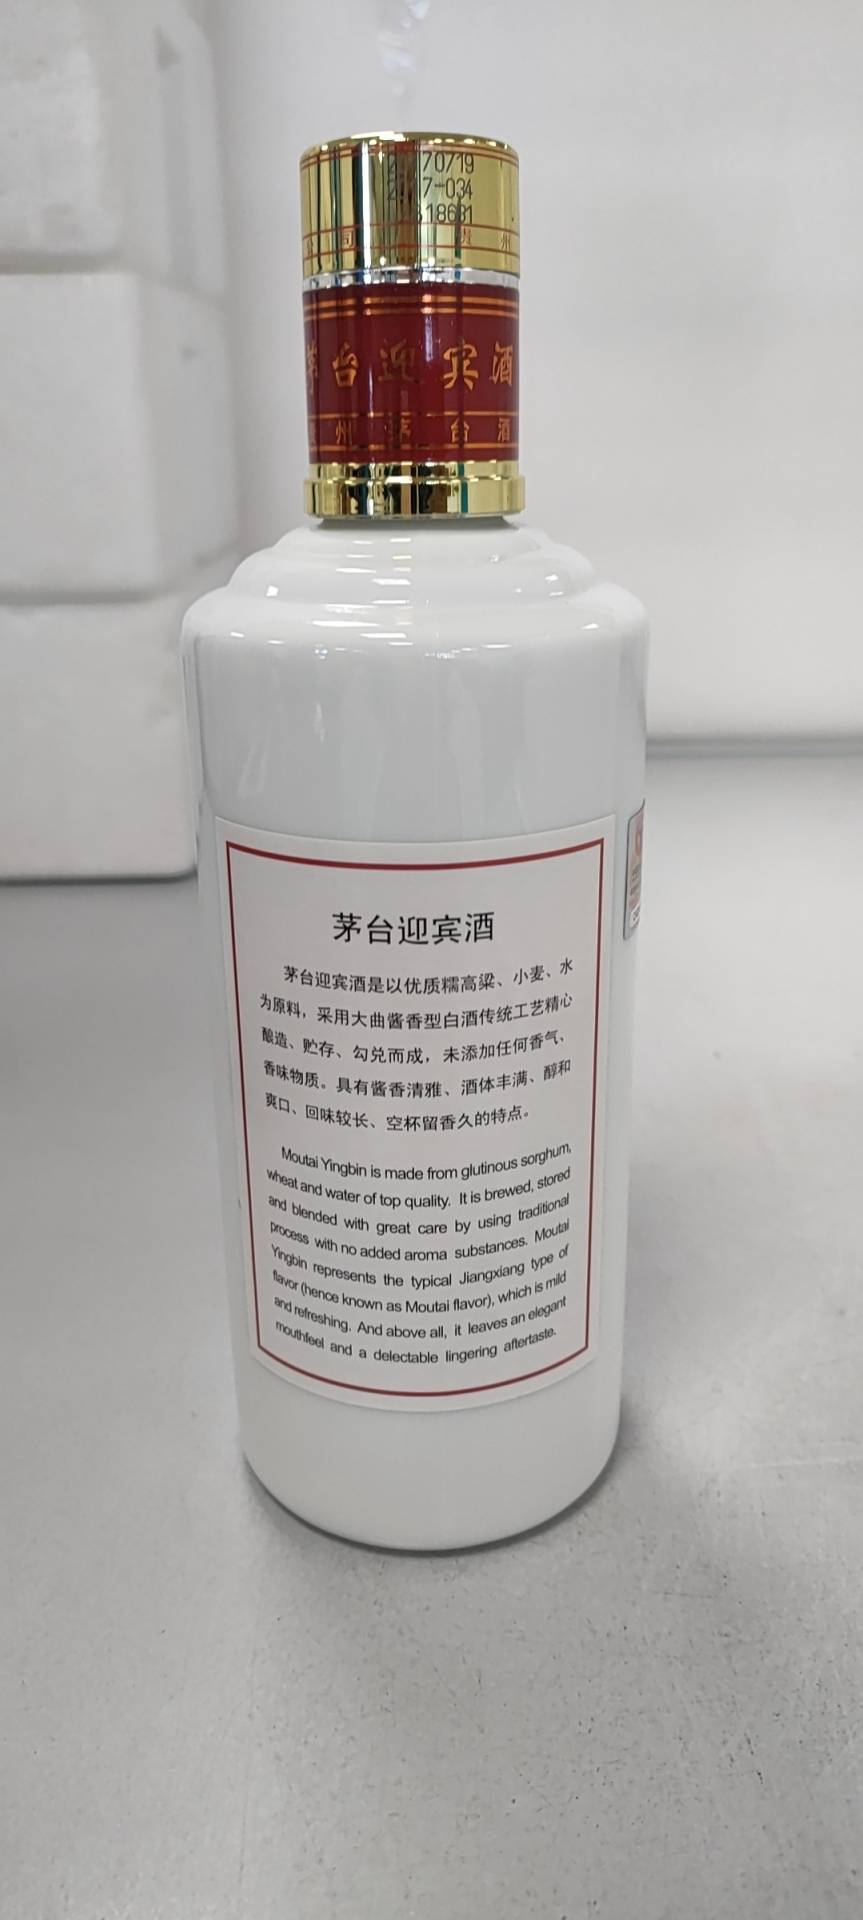 70719
7-034
18681
公司 贵州
茅台迎宾酒
州茅台酒
茅台迎宾酒
茅台迎宾酒是以优质糯高粱、小麦、水
为原料，采用大曲酱香型白酒传统工艺精心
酿造、贮存、勾兑而成，未添加任何香气、
香味物质。具有酱香清雅、酒体丰满、醇和
爽口、回味较长、空杯留香久的特点。
Moutai Yingbin is made from glutinous sorghum,
wheat and water of top quality. It is brewed, stored
and blended with great care by using traditional
process with no added aroma substances. Moutai
Yingbin represents the typical Jiangxiang type of
flavor (hence known as Moutai flavor), which is mild
and refreshing. And above all, it leaves an elegant
mouthfeel and a delectable lingering aftertaste.